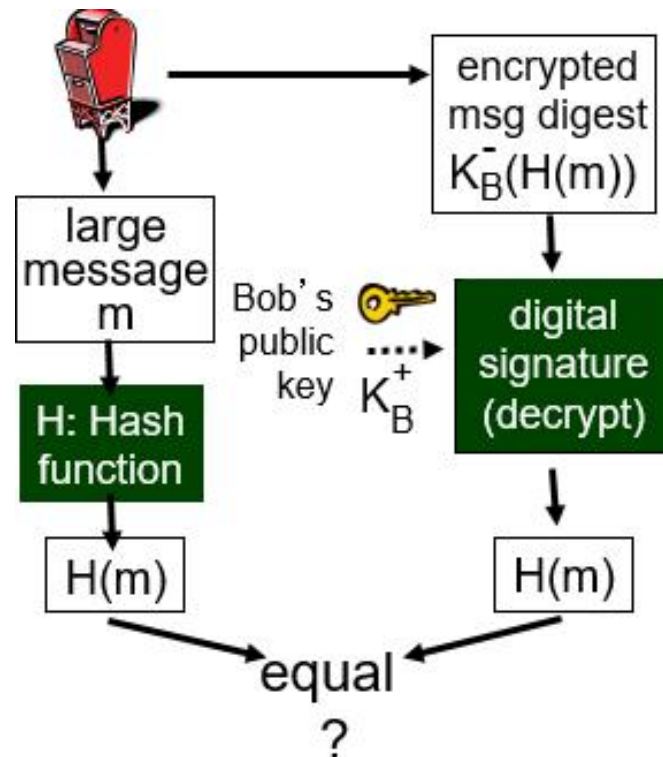 encrypted
msg digest
K_B^-(H(m))
large
message
m
Bob's
public
key
K_B^+
digital
signature
(decrypt)
H: Hash
function
H(m)
H(m)
equal
?